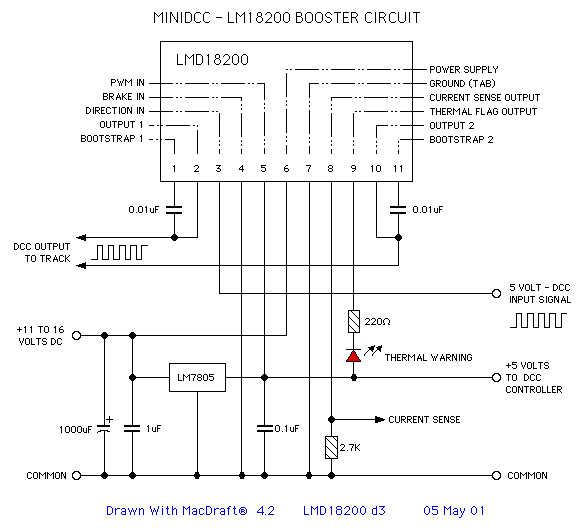 MINIDCC - LM18200 BOOSTER CIRCUIT
LMD18200
PWM IN
BRAKE IN
DIRECTION IN
OUTPUT 1
BOOTSTRAP 1
POWER SUPPLY
GROUND (TAB)
CURRENT SENSE OUTPUT
THERMAL FLAG OUTPUT
OUTPUT 2
BOOTSTRAP 2
1 2 3 4 5 6 7 8 9 10 11
0.01uF
0.01uF
DCC OUTPUT
TO TRACK
5 VOLT - DCC
INPUT SIGNAL
220Ω
+11 TO 16
VOLTS DC
THERMAL WARNING
LM7805
+5 VOLTS
TO DCC
CONTROLLER
+
1000uF
1uF
0.1uF
CURRENT SENSE
2.7K
COMMON
COMMON
Drawn With MacDraft® 4.2 LMD18200 d3 05 May 01